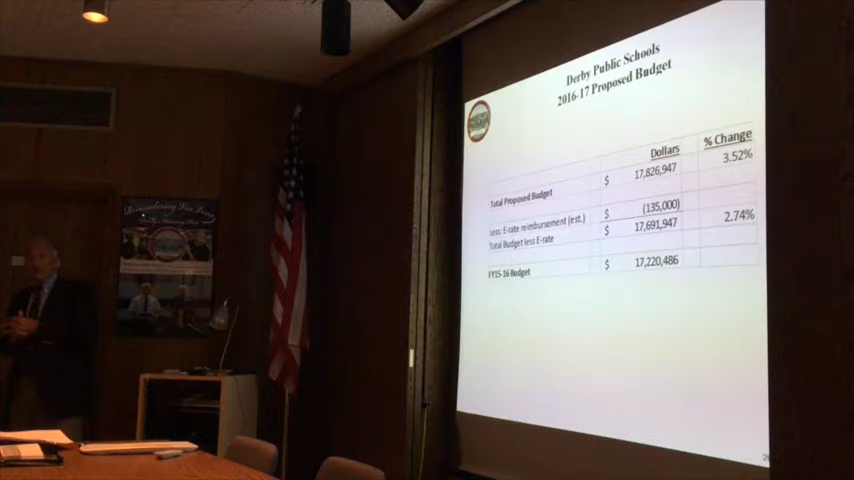 Derby Public Schools
2016-17 Proposed Budget
Dollars % Change
Total Proposed Budget $ 17,826,947 3.52%
Less: E-rate reimbursement (est.) $ (135,000)
Total Budget less E-rate $ 17,691,947 2.74%
FY15-16 Budget $ 17,220,486
Remembering Vin